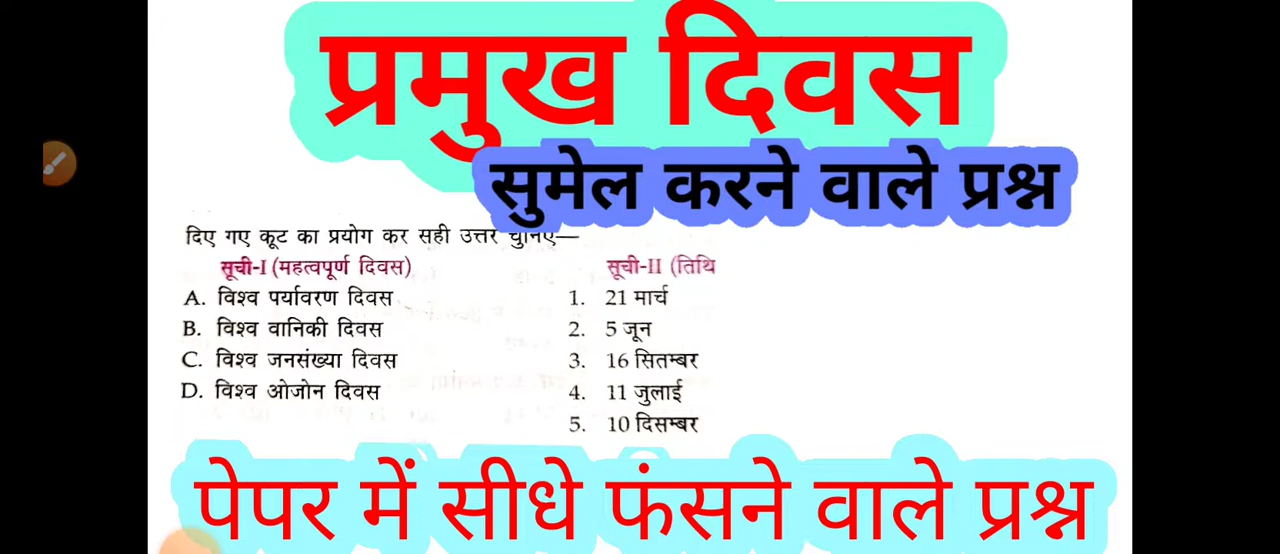 प्रमुख दिवस
सुमेल करने वाले प्रश्न
दिए गए कूट का प्रयोग कर सही उत्तर चुनिए—
सूची-I (महत्वपूर्ण दिवस) सूची-II (तिथि
A. विश्व पर्यावरण दिवस 1. 21 मार्च
B. विश्व वानिकी दिवस 2. 5 जून
C. विश्व जनसंख्या दिवस 3. 16 सितम्बर
D. विश्व ओजोन दिवस 4. 11 जुलाई
5. 10 दिसम्बर
पेपर में सीधे फंसने वाले प्रश्न